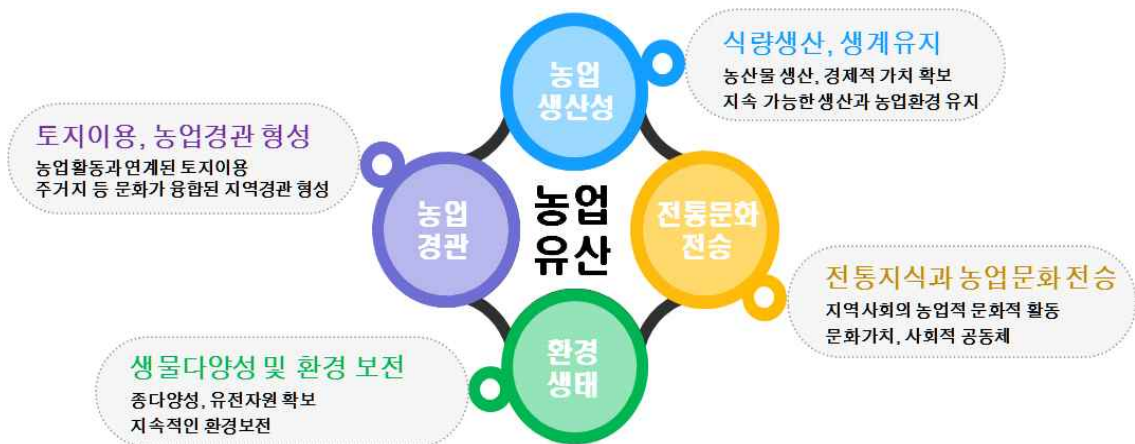 농업
생산성
식량생산, 생계유지
농산물 생산, 경제적 가치 확보
지속 가능한 생산과 농업환경 유지
토지이용, 농업경관 형성
농업 활동과 연계된 토지이용
주거지 등 문화가 융합된 지역경관 형성
농업
경관
농업
유산
전통문화
전승
전통지식과 농업문화 전승
지역사회의 농업적 문화적 활동
문화가치, 사회적 공동체
환경
생태
생물다양성 및 환경 보전
종다양성, 유전자원 확보
지속적인 환경보전